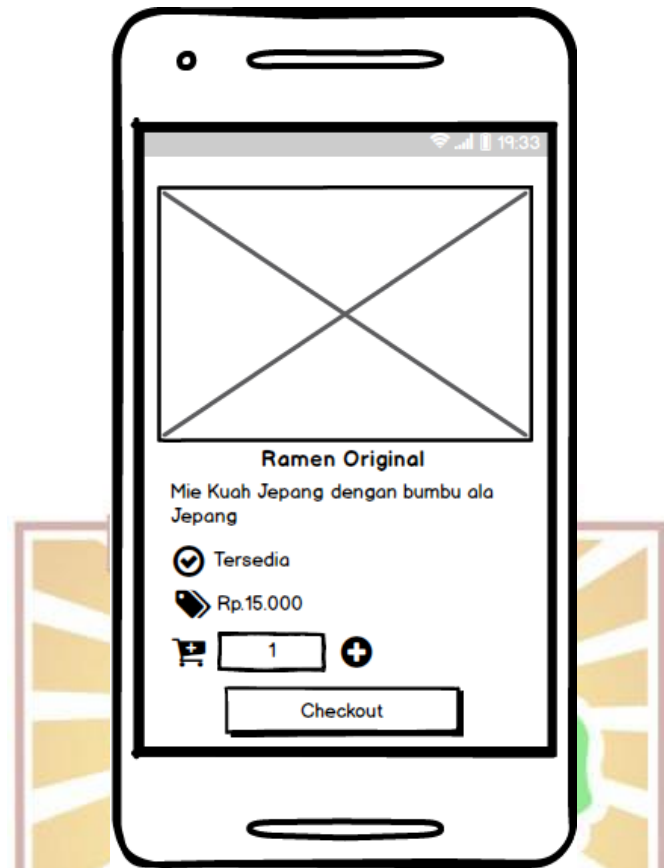 19:33
Ramen Original
Mie Kuah Jepang dengan bumbu ala
Jepang
Tersedia
Rp.15.000
1
Checkout